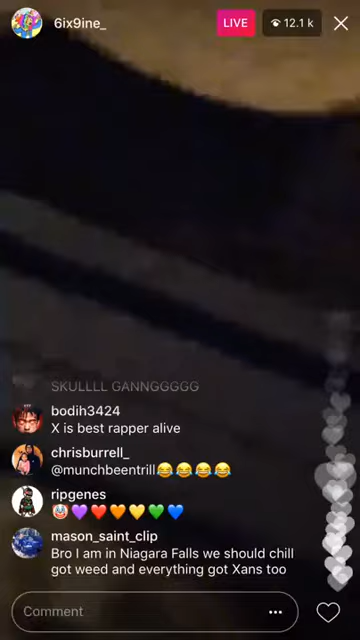 6ix9ine_
LIVE
12.1 k
SKULLLL GANNGGGGG
bodih3424
X is best rapper alive
chrisburrell_
@munchbeentrill😂😂😂😂
ripgenes
🤡💜❤️🧡💛💚💙
mason_saint_clip
Bro I am in Niagara Falls we should chill
got weed and everything got Xans too
Comment